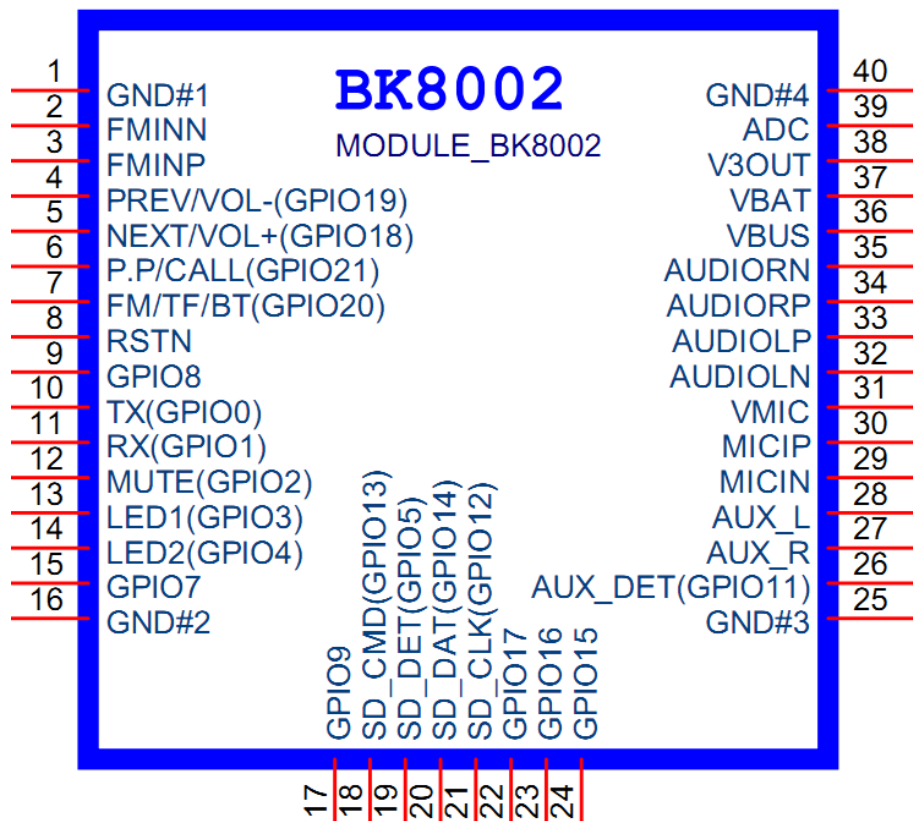 BK8002
MODULE_BK8002
1 GND#1
2 FMINN
3 FMINP
4 PREV/VOL-(GPIO19)
5 NEXT/VOL+(GPIO18)
6 P.P/CALL(GPIO21)
7 FM/TF/BT(GPIO20)
8 RSTN
9 GPIO8
10 TX(GPIO0)
11 RX(GPIO1)
12 MUTE(GPIO2)
13 LED1(GPIO3)
14 LED2(GPIO4)
15 GPIO7
16 GND#2
17 GPIO9
18 SD_CMD(GPIO13)
19 SD_DET(GPIO5)
20 SD_DAT(GPIO14)
21 SD_CLK(GPIO12)
22 GPIO17
23 GPIO16
24 GPIO15
GND#4 40
ADC 39
V3OUT 38
VBAT 37
VBUS 36
AUDIORN 35
AUDIORP 34
AUDIOLP 33
AUDIOLN 32
VMIC 31
MICIP 30
MICIN 29
AUX_L 28
AUX_R 27
AUX_DET(GPIO11) 26
GND#3 25